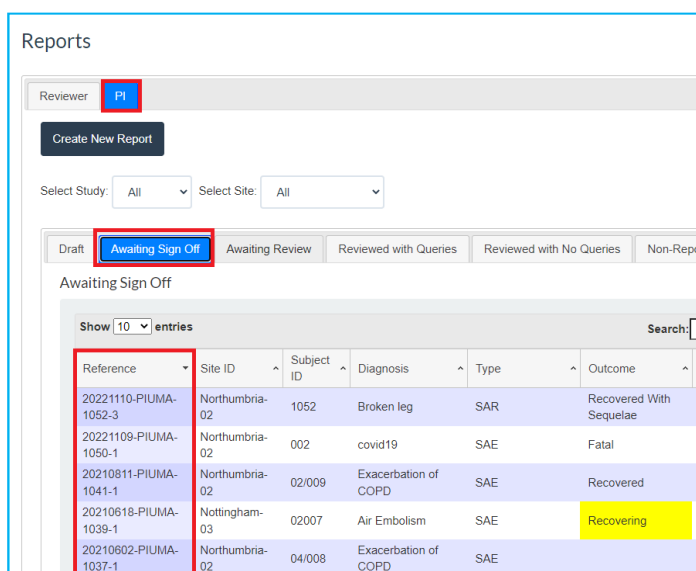 Reports
Reviewer PI
Create New Report
Select Study: All Select Site: All
Draft Awaiting Sign Off Awaiting Review Reviewed with Queries Reviewed with No Queries Non-Repo
Awaiting Sign Off
Show 10 entries Search:
Reference Site ID Subject ID Diagnosis Type Outcome
20221110-PIUMA-1052-3 Northumbria-02 1052 Broken leg SAR Recovered With Sequelae
20221109-PIUMA-1050-1 Northumbria-02 002 covid19 SAE Fatal
20210811-PIUMA-1041-1 Northumbria-02 02/009 Exacerbation of COPD SAE Recovered
20210618-PIUMA-1039-1 Nottingham-03 02007 Air Embolism SAE Recovering
20210602-PIUMA-1037-1 Northumbria-02 04/008 Exacerbation of COPD SAE